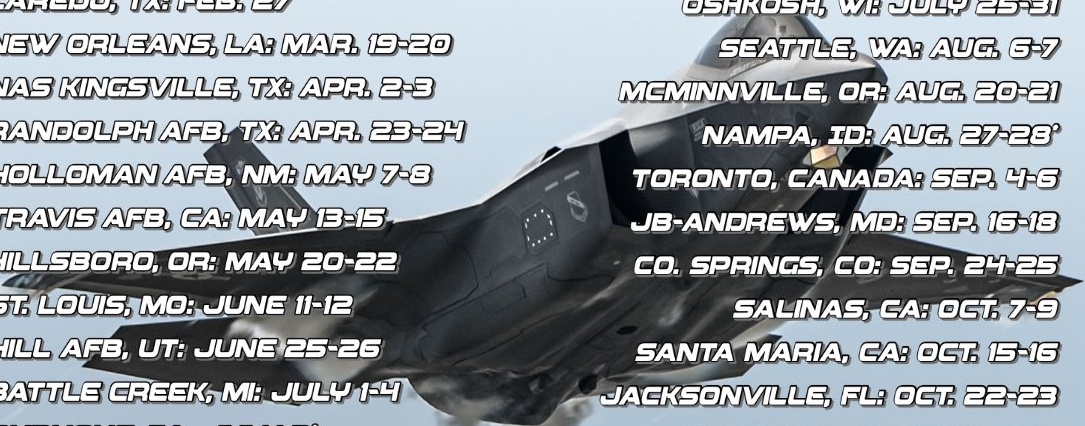 LAREDO, TX: FEB. 27
NEW ORLEANS, LA: MAR. 19-20
NAS KINGSVILLE, TX: APR. 2-3
RANDOLPH AFB, TX: APR. 23-24
HOLLOMAN AFB, NM: MAY 7-8
TRAVIS AFB, CA: MAY 13-15
HILLSBORO, OR: MAY 20-22
ST. LOUIS, MO: JUNE 11-12
HILL AFB, UT: JUNE 25-26
BATTLE CREEK, MI: JULY 1-4
OSHKOSH, WI: JULY 25-31
SEATTLE, WA: AUG. 6-7
MCMINNVILLE, OR: AUG. 20-21
NAMPA, ID: AUG. 27-28*
TORONTO, CANADA: SEP. 4-6
JB-ANDREWS, MD: SEP. 16-18
CO. SPRINGS, CO: SEP. 24-25
SALINAS, CA: OCT. 7-9
SANTA MARIA, CA: OCT. 15-16
JACKSONVILLE, FL: OCT. 22-23